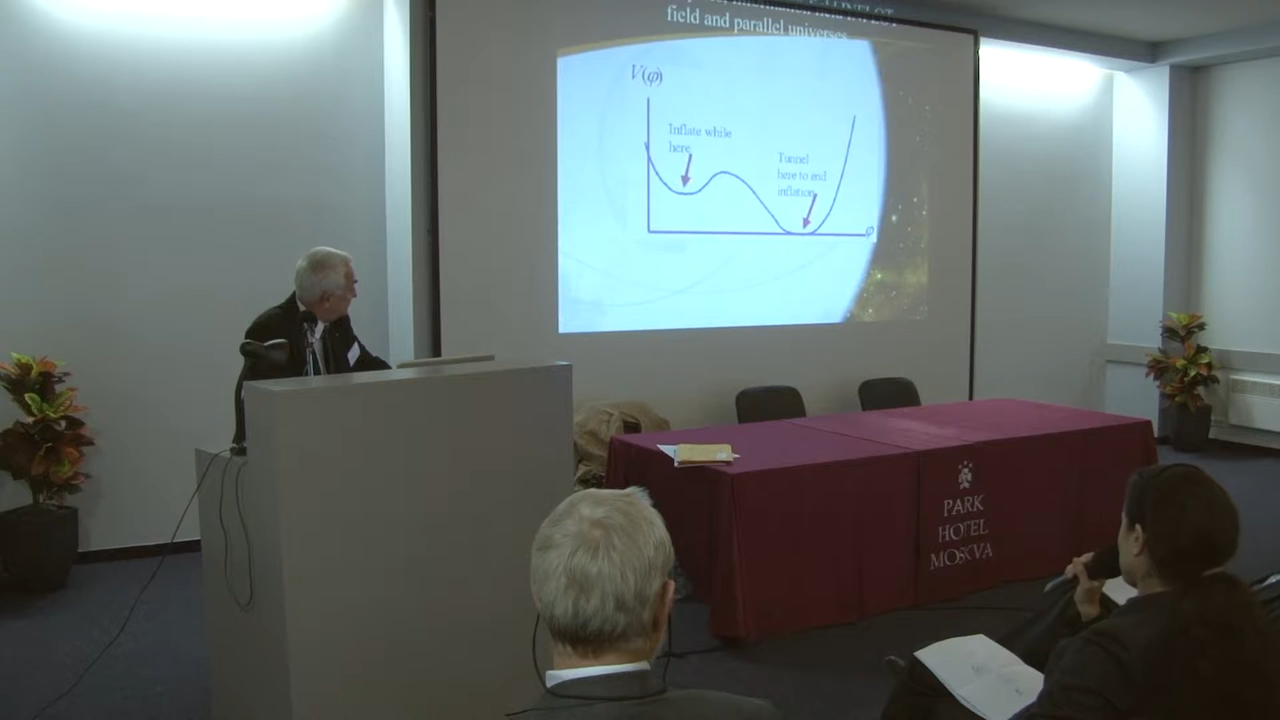 field and parallel universes
V(φ)
Inflate while
here
Tunnel
here to end
inflation
φ
PARK
HOTEL
MOSKVA